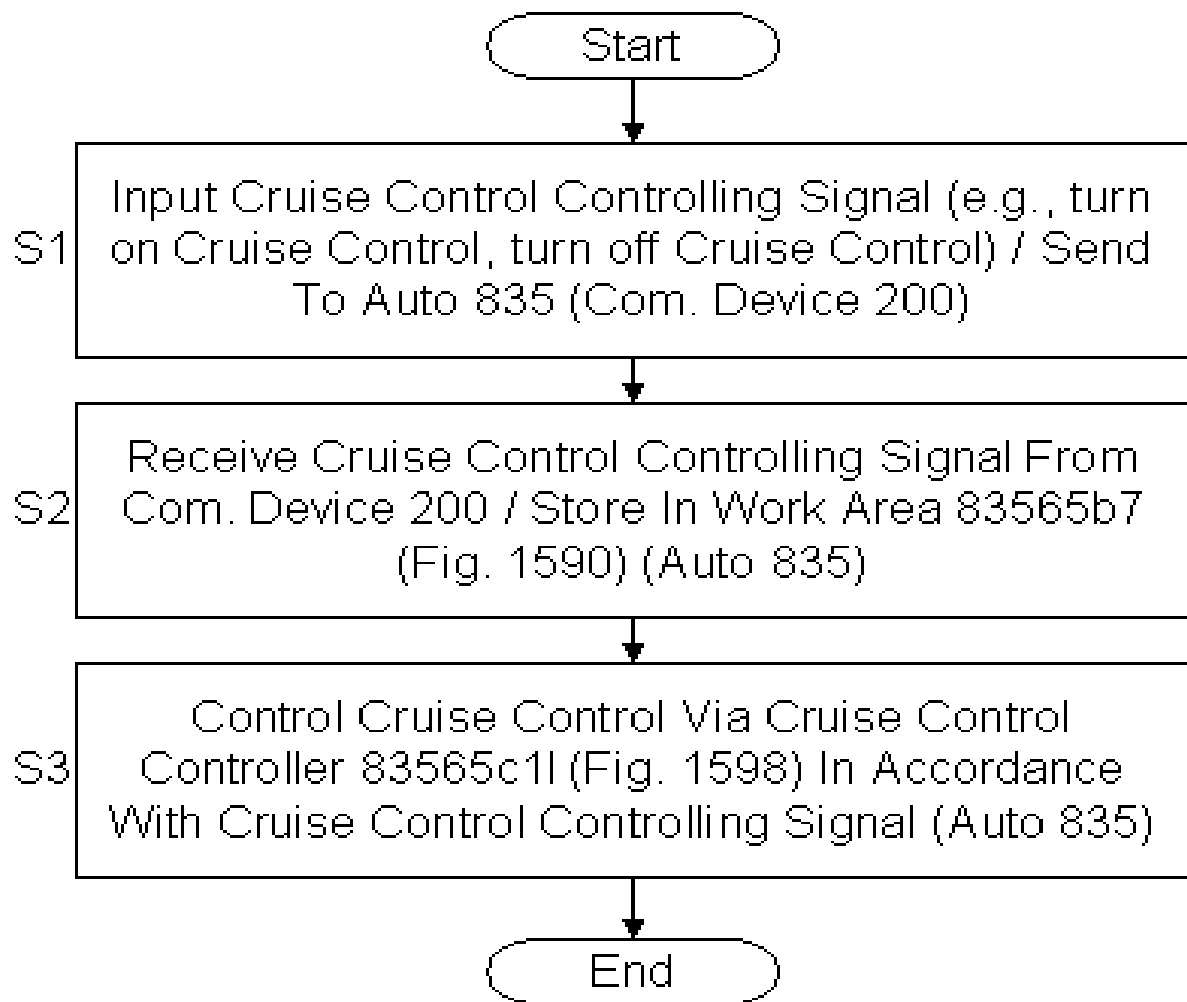 Start
Input Cruise Control Controlling Signal (e.g., turn
S1
on Cruise Control, turn off Cruise Control) / Send
To Auto 835 (Com. Device 200)
Receive Cruise Control Controlling Signal From
S2
Com. Device 200 / Store In Work Area 83565b7
(Fig. 1590) (Auto 835)
Control Cruise Control Via Cruise Control
S3
Controller 83565c1l (Fig. 1598) In Accordance
With Cruise Control Controlling Signal (Auto 835)
End